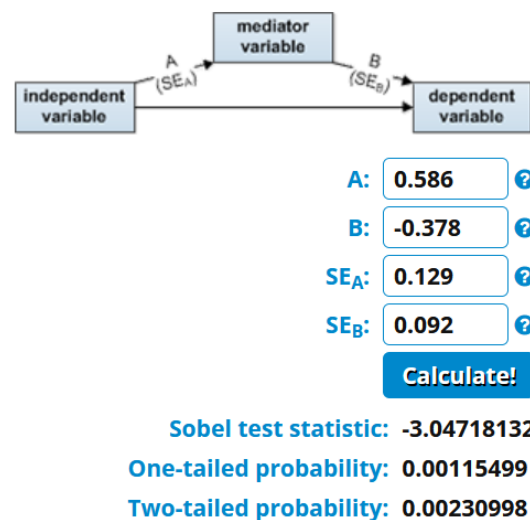 mediator
variable
A
(SEA)
B
(SEB)
independent
variable
dependent
variable
A: 0.586 ?
B: -0.378 ?
SEA: 0.129 ?
SEB: 0.092 ?
Calculate!
Sobel test statistic: -3.04718132
One-tailed probability: 0.00115499
Two-tailed probability: 0.00230998